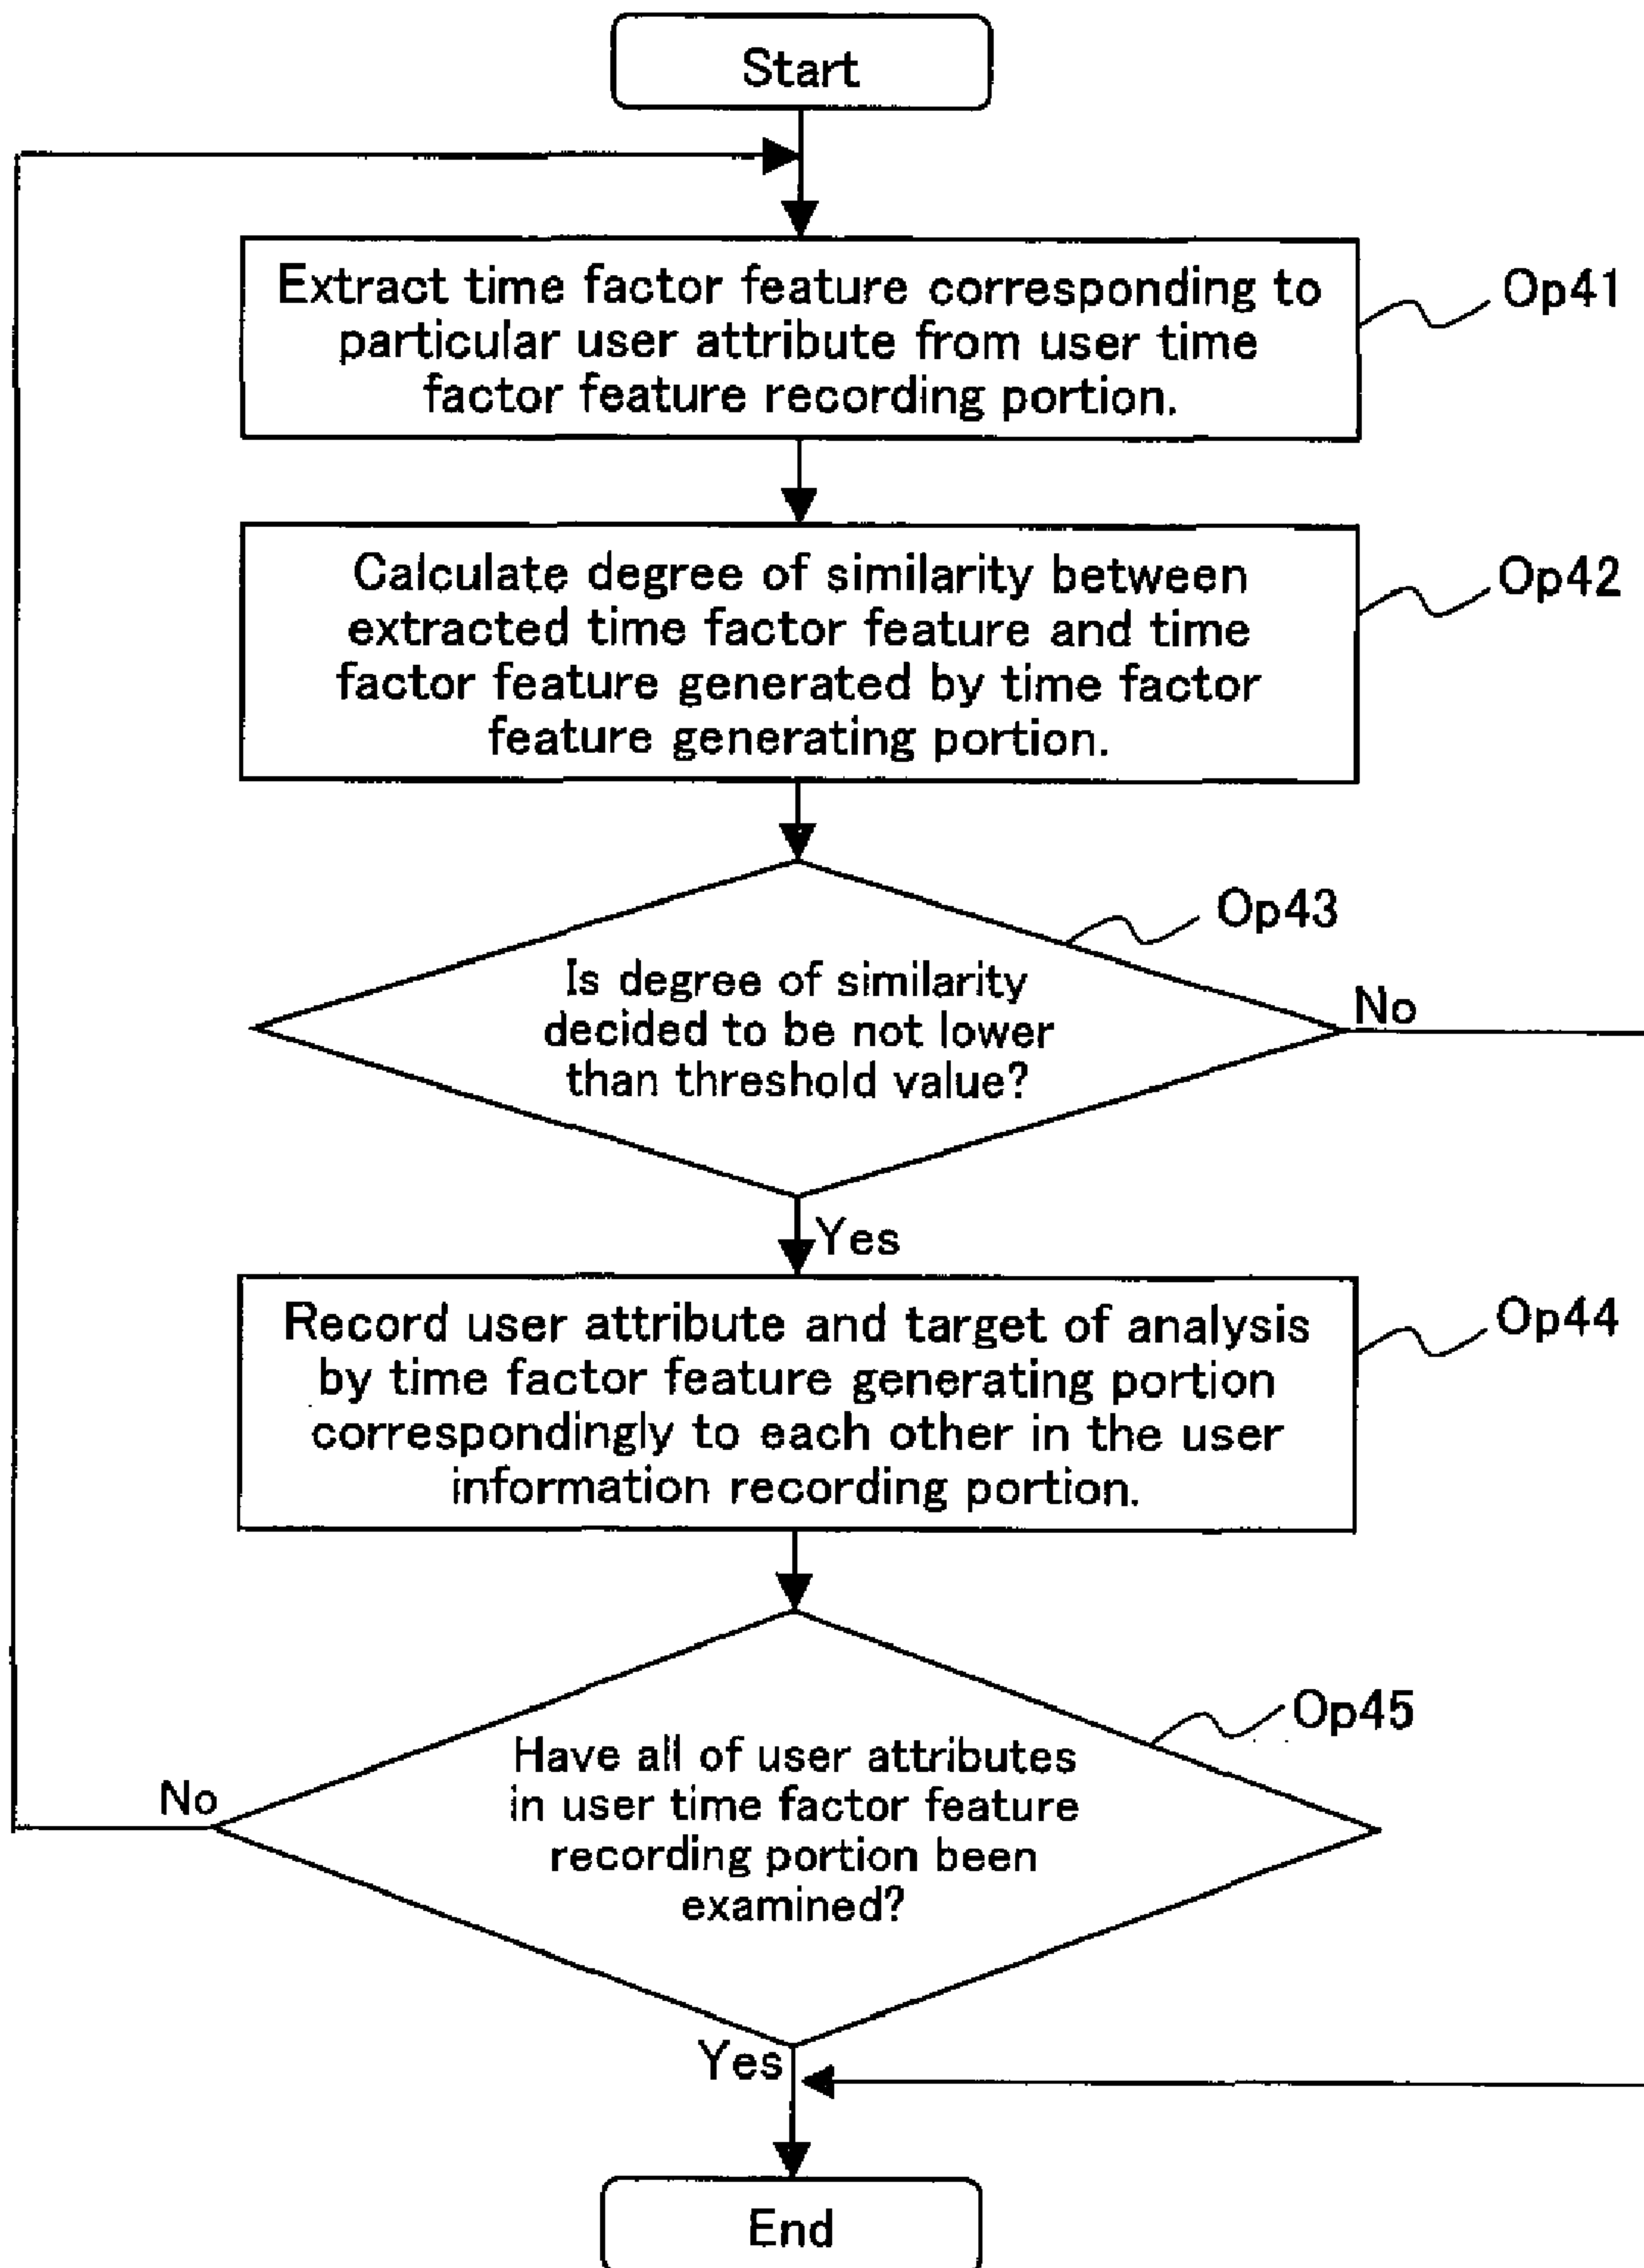 Start
Extract time factor feature corresponding to
particular user attribute from user time
factor feature recording portion.
Op41
Calculate degree of similarity between
extracted time factor feature and time
factor feature generated by time factor
feature generating portion.
Op42
Op43
Is degree of similarity
decided to be not lower
than threshold value?
No
Yes
Record user attribute and target of analysis
by time factor feature generating portion
correspondingly to each other in the user
information recording portion.
Op44
Op45
Have all of user attributes
in user time factor feature
recording portion been
examined?
No
Yes
End